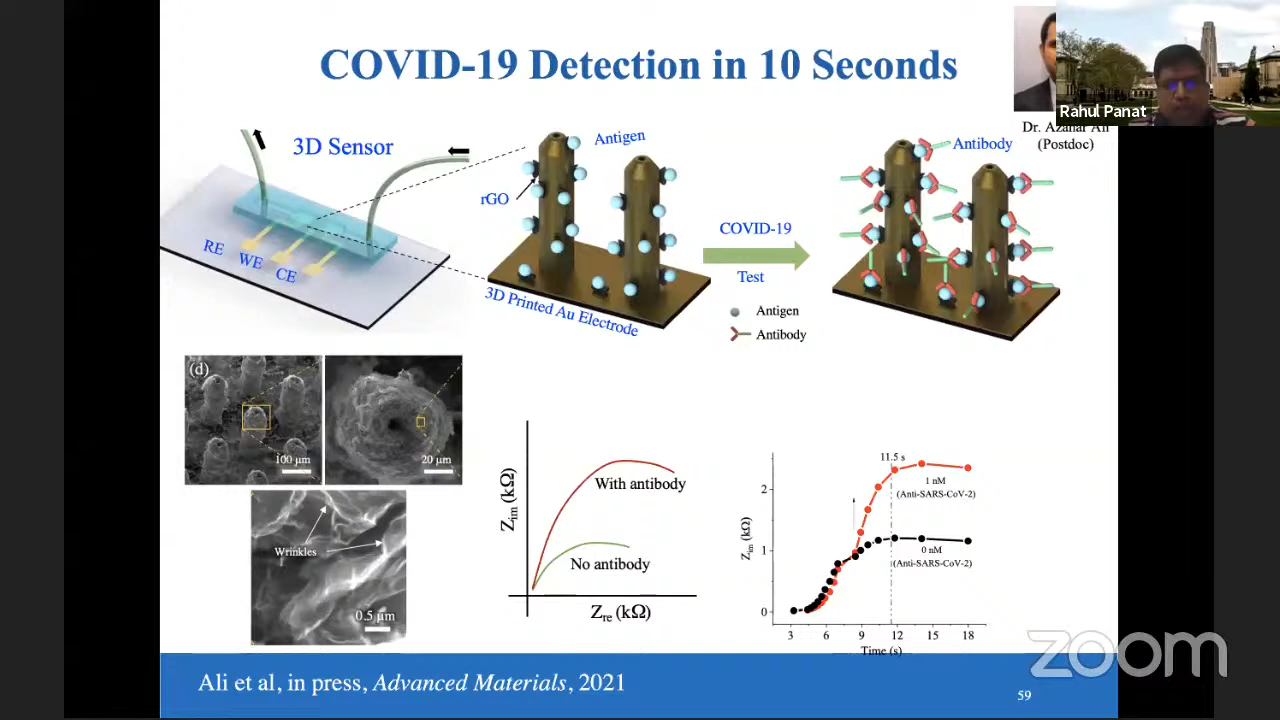 COVID-19 Detection in 10 Seconds
Rahul Panat
Dr. Azahar Ali
(Postdoc)
3D Sensor
RE
WE
CE
Antigen
rGO
3D Printed Au Electrode
COVID-19
Test
Antigen
Antibody
Antibody
(d)
100 µm
20 µm
Wrinkles
0.5 µm
Zim (kΩ)
With antibody
No antibody
Zre (kΩ)
11.5 s
1 nM
(Anti-SARS-CoV-2)
0 nM
(Anti-SARS-CoV-2)
Zim (kΩ)
2
1
0
3 6 9 12 15 18
Time (s)
zoom
Ali et al, in press, Advanced Materials, 2021
59